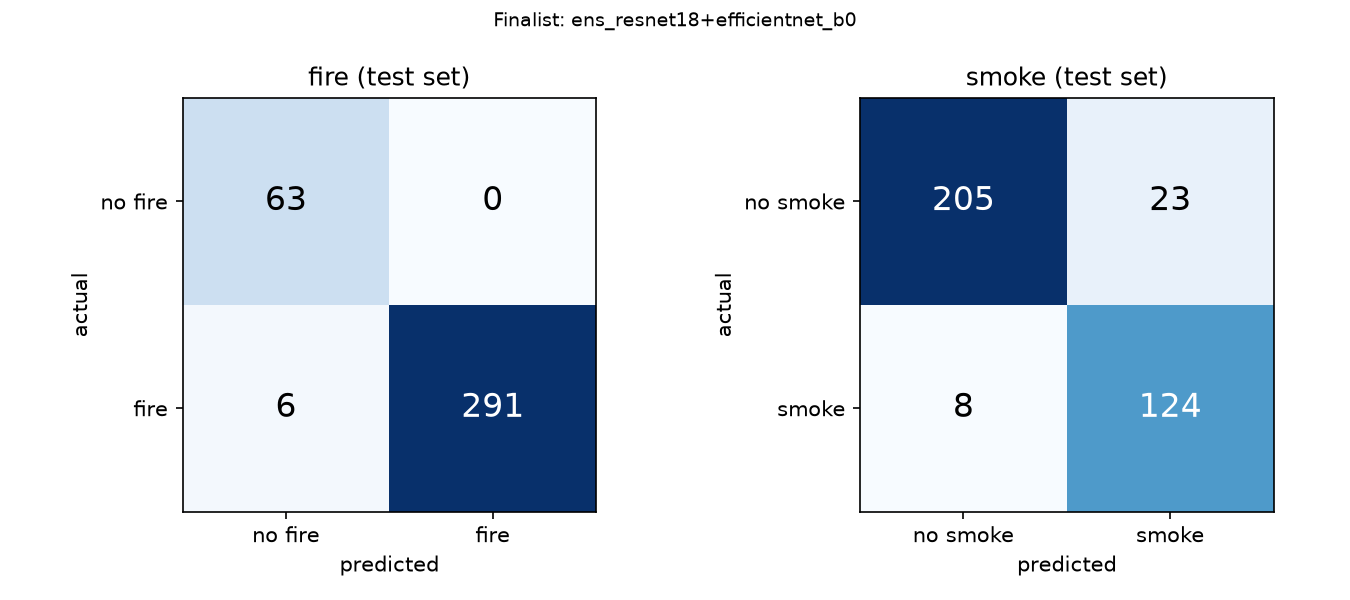 Finalist: ens_resnet18+efficientnet_b0
fire (test set)
no fire
fire
actual
63
0
6
291
no fire
fire
predicted
smoke (test set)
no smoke
smoke
actual
205
23
8
124
no smoke
smoke
predicted